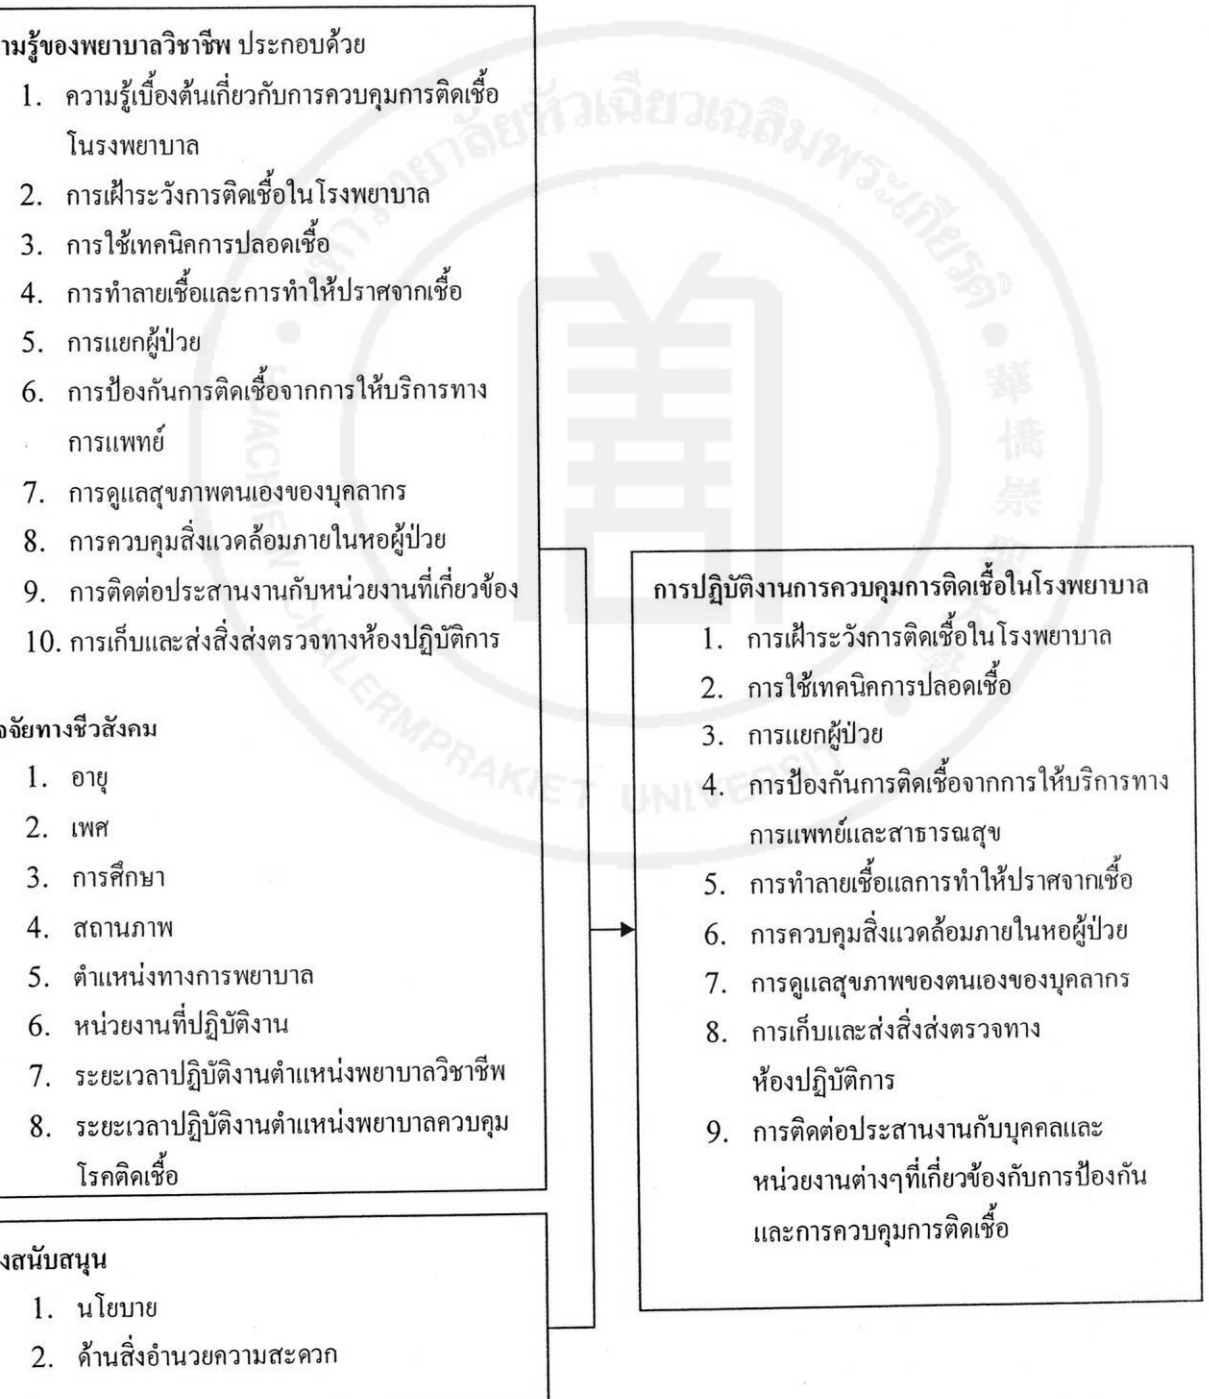 ามรู้ของพยาบาลวิชาชีพ ประกอบด้วย
1. ความรู้เบื้องต้นเกี่ยวกับการควบคุมการติดเชื้อ
โนรงพยาบาล
2. การเฝ้าระวังการติดเชื้อในโรงพยาบาล
3. การใช้เทคนิคการปลอดเชื้อ
4. การทำลายเชื้อและการทำให้ปราศจากเชื้อ
5. การแยกผู้ป่วย
6. การป้องกันการติดเชื้อจากการให้บริการทาง
การแพทย์
7. การดูแลสุขภาพตนเองของบุคลากร
8. การควบคุมสิ่งแวดล้อมภายในหอผู้ป่วย
9. การติดต่อประสานงานกับหน่วยงานที่เกี่ยวข้อง
10. การเก็บและส่งสิ่งส่งตรวจทางห้องปฏิบัติการ
จจัยทางชีวสังคม
1. อายุ
2. เพศ
3. การศึกษา
4. สถานภาพ
5. ตำแหน่งทางการพยาบาล
6. หน่วยงานที่ปฏิบัติงาน
7. ระยะเวลาปฏิบัติงานตำแหน่งพยาบาลวิชาชีพ
8. ระยะเวลาปฏิบัติงานตำแหน่งพยาบาลควบคุม
โรคติดเชื้อ
งสนับสนุน
1. นโยบาย
2. ด้านสิ่งอำนวยความสะดวก
การปฏิบัติงานการควบคุมการติดเชื้อในโรงพยาบาล
1. การเฝ้าระวังการติดเชื้อในโรงพยาบาล
2. การใช้เทคนิคการปลอดเชื้อ
3. การแยกผู้ป่วย
4. การป้องกันการติดเชื้อจากการให้บริการทาง
การแพทย์และสาธารณสุข
5. การทำลายเชื้อแลการทำให้ปราศจากเชื้อ
6. การควบคุมสิ่งแวดล้อมภายในหอผู้ป่วย
7. การดูแลสุขภาพของตนเองของบุคลากร
8. การเก็บและส่งสิ่งส่งตรวจทาง
ห้องปฏิบัติการ
9. การติดต่อประสานงานกับบุคคลและ
หน่วยงานต่างๆที่เกี่ยวข้องกับการป้องกัน
และการควบคุมการติดเชื้อ